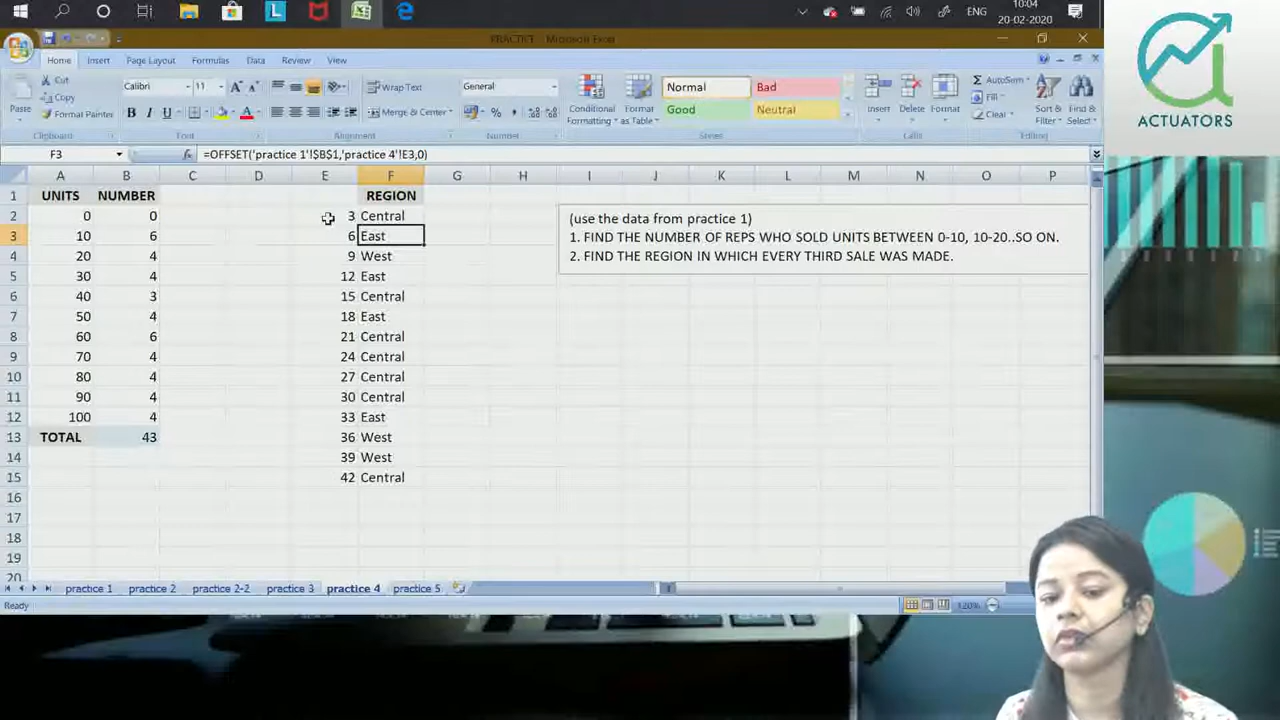 10:04
ENG
20-02-2020
PRACTICE - Microsoft Excel
Home Insert Page Layout Formulas Data Review View
Cut
Copy
Format Painter
Paste
Clipboard
Calibri 11
B I U
Font
Wrap Text
Merge & Center
Alignment
General
Number
Conditional Formatting
Format as Table
Normal Bad
Good Neutral
Styles
Insert Delete Format
Cells
AutoSum
Fill
Clear
Sort & Filter
Find & Select
Editing
F3 fx =OFFSET('practice 1'!$B$1,'practice 4'!E3,0)
A B C D E F G H I J K L M N O P
1 UNITS NUMBER REGION
2 0 0 3 Central
3 10 6 6 East
4 20 4 9 West
5 30 4 12 East
6 40 3 15 Central
7 50 4 18 East
8 60 6 21 Central
9 70 4 24 Central
10 80 4 27 Central
11 90 4 30 Central
12 100 4 33 East
13 TOTAL 43 36 West
14 39 West
15 42 Central
16
17
18
19
20
(use the data from practice 1)
1. FIND THE NUMBER OF REPS WHO SOLD UNITS BETWEEN 0-10, 10-20..SO ON.
2. FIND THE REGION IN WHICH EVERY THIRD SALE WAS MADE.
practice 1 practice 2 practice 2-2 practice 3 practice 4 practice 5
Ready
120%
ACTUATORS